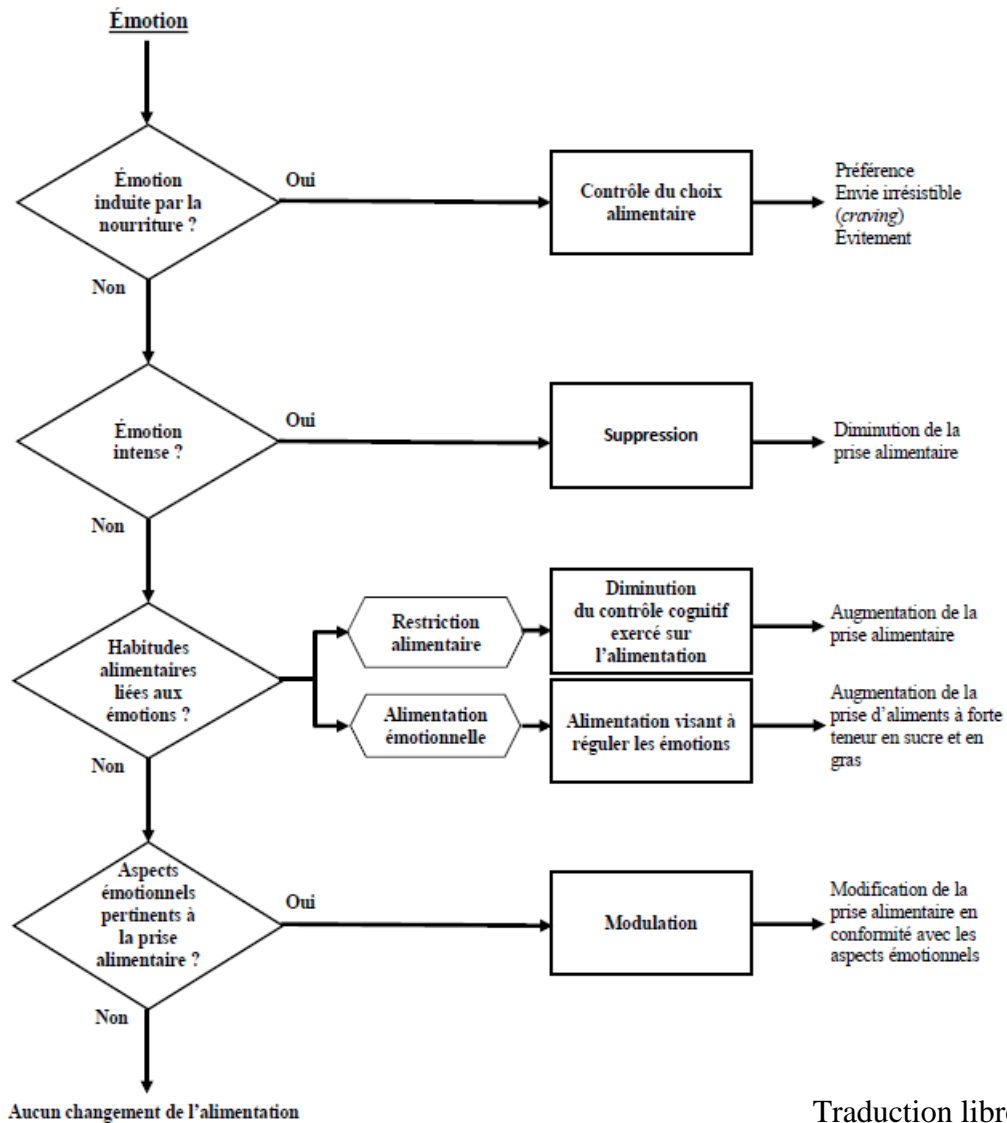 Émotion
Émotion
induite par la
nourriture ?
Oui
Contrôle du choix
alimentaire
Préférence
Envie irrésistible
(craving)
Évitement
Non
Émotion
intense ?
Oui
Suppression
Diminution de la
prise alimentaire
Non
Habitudes
alimentaires
liées aux
émotions ?
Restriction
alimentaire
Diminution
du contrôle cognitif
exercé sur
l'alimentation
Augmentation de la
prise alimentaire
Alimentation
émotionnelle
Alimentation visant à
réguler les émotions
Augmentation de la
prise d'aliments à forte
teneur en sucre et en
gras
Non
Aspects
émotionnels
pertinents à
la prise
alimentaire ?
Oui
Modulation
Modification de la
prise alimentaire en
conformité avec les
aspects émotionnels
Non
Aucun changement de l'alimentation
Traduction libr